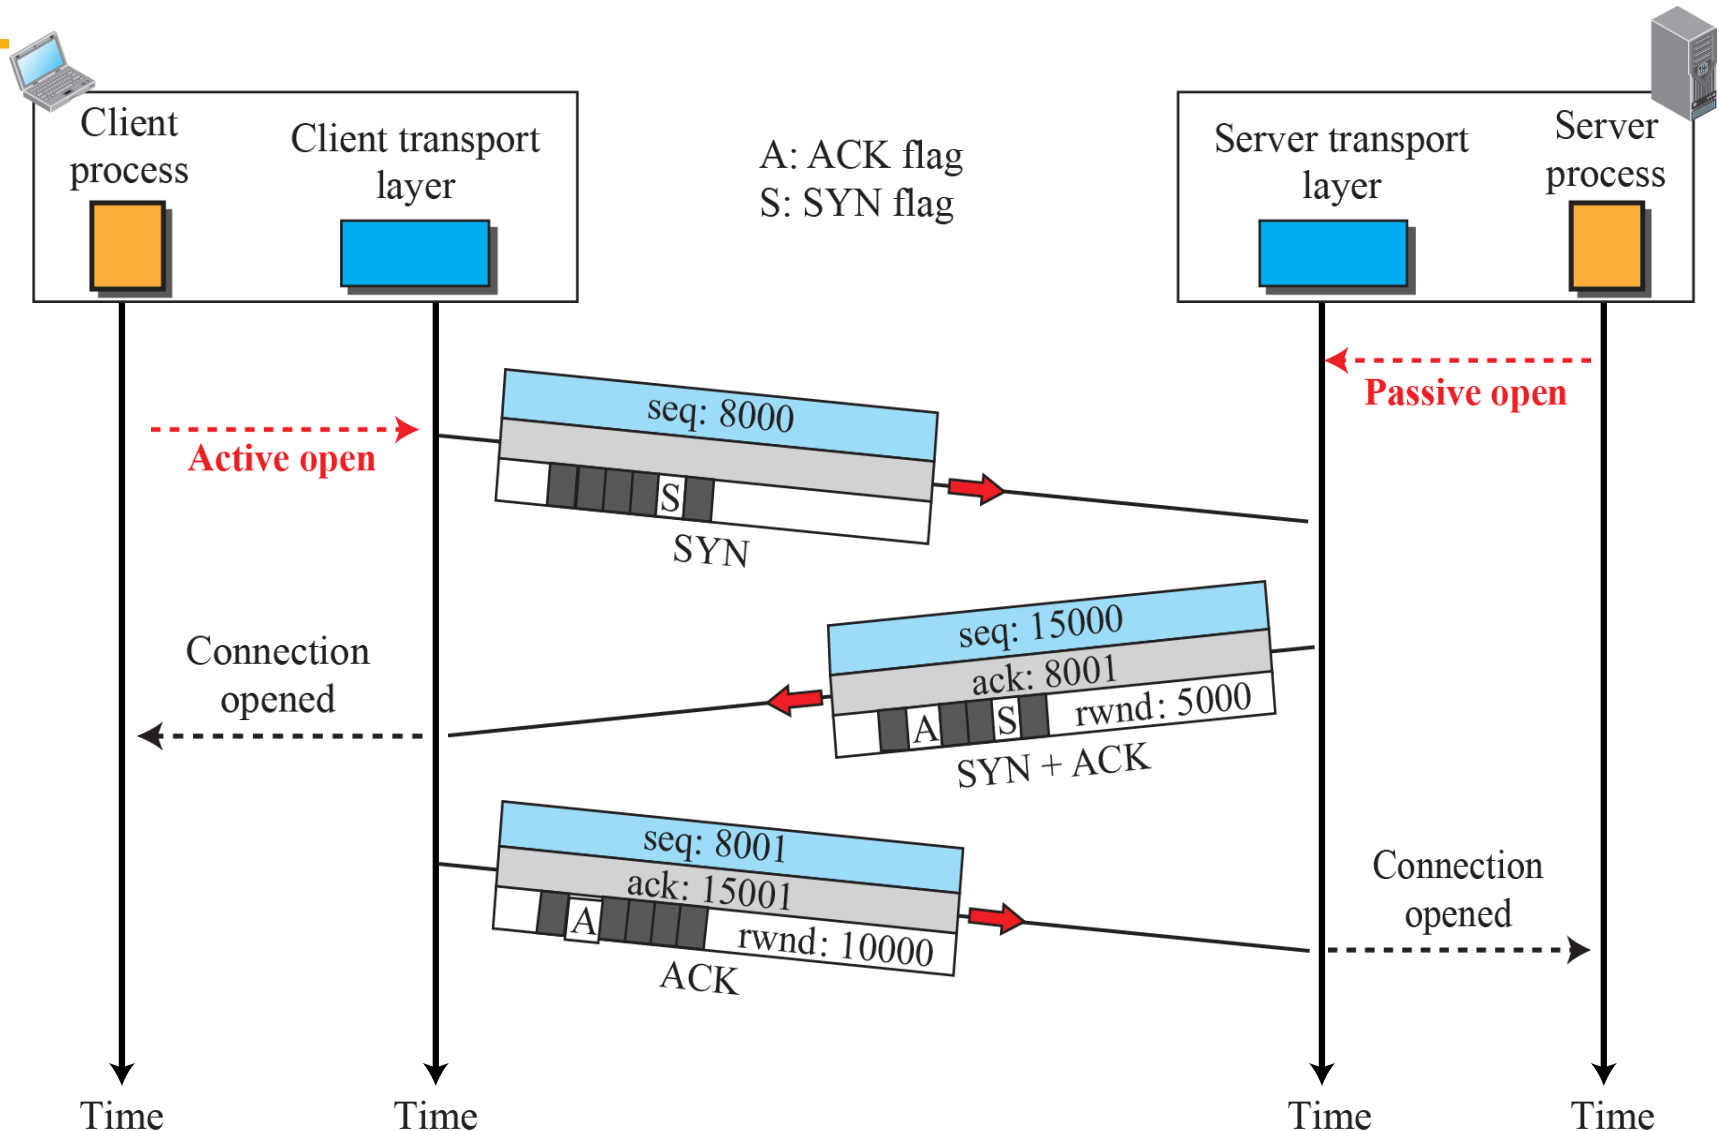 Client
process
Client transport
layer
A: ACK flag
S: SYN flag
Server transport
layer
Server
process
Passive open
Active open
seq: 8000
S
SYN
seq: 15000
ack: 8001
A
S
rwnd: 5000
SYN + ACK
Connection
opened
seq: 8001
ack: 15001
A
rwnd: 10000
ACK
Connection
opened
Time
Time
Time
Time